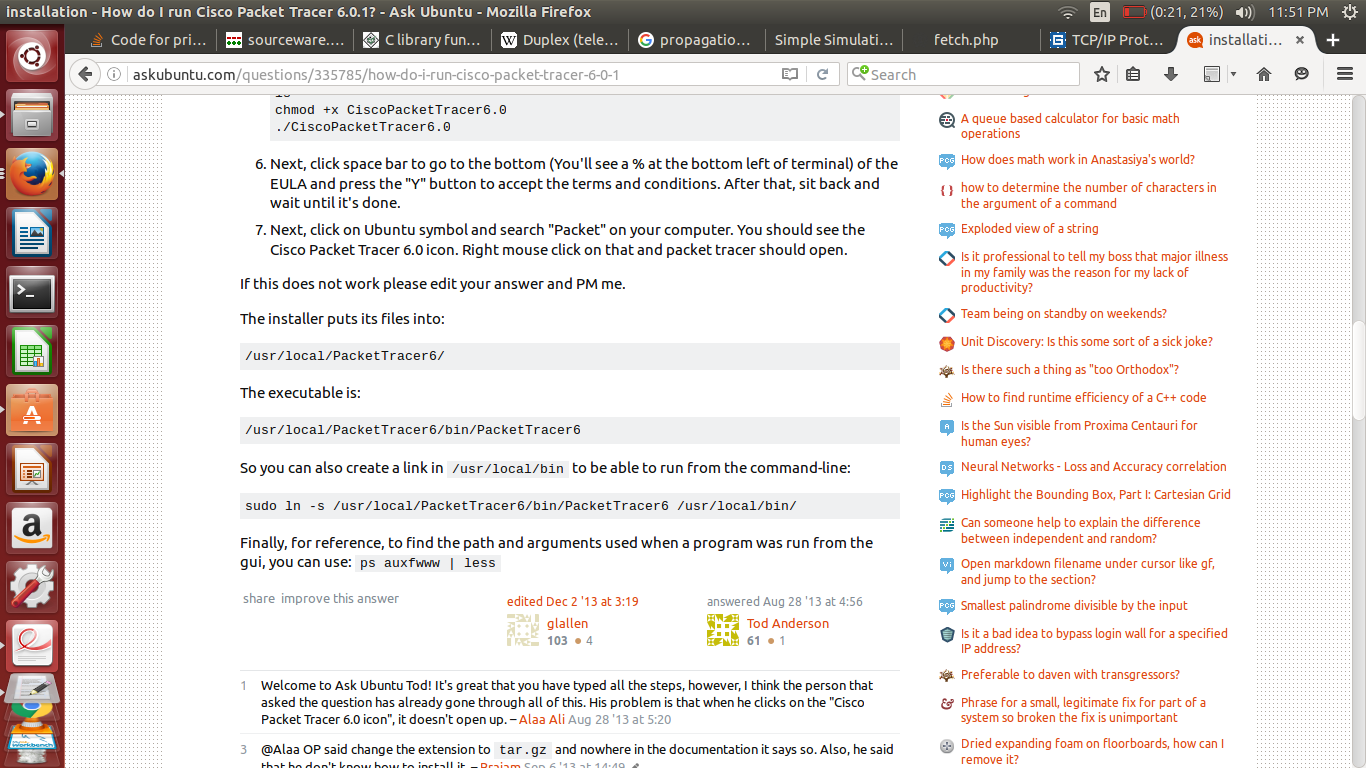 installation - How do I run Cisco Packet Tracer 6.0.1? - Ask Ubuntu - Mozilla Firefox
En
(0:21, 21%)
11:51 PM
Code for pri…
sourceware.…
C library fun…
Duplex (tele…
propagatio…
Simple Simulati…
fetch.php
TCP/IP Prot…
installati…
askubuntu.com/questions/335785/how-do-i-run-cisco-packet-tracer-6-0-1
Search
chmod +x CiscoPacketTracer6.0
./CiscoPacketTracer6.0
6. Next, click space bar to go to the bottom (You'll see a % at the bottom left of terminal) of the
EULA and press the "Y" button to accept the terms and conditions. After that, sit back and
wait until it's done.
7. Next, click on Ubuntu symbol and search "Packet" on your computer. You should see the
Cisco Packet Tracer 6.0 icon. Right mouse click on that and packet tracer should open.
If this does not work please edit your answer and PM me.
The installer puts its files into:
/usr/local/PacketTracer6/
The executable is:
/usr/local/PacketTracer6/bin/PacketTracer6
So you can also create a link in /usr/local/bin to be able to run from the command-line:
sudo ln -s /usr/local/PacketTracer6/bin/PacketTracer6 /usr/local/bin/
Finally, for reference, to find the path and arguments used when a program was run from the
gui, you can use: ps auxfwww | less
share improve this answer
edited Dec 2 '13 at 3:19
glallen
103 ● 4
answered Aug 28 '13 at 4:56
Tod Anderson
61 ● 1
1 Welcome to Ask Ubuntu Tod! It's great that you have typed all the steps, however, I think the person that
asked the question has already gone through all of this. His problem is that when he clicks on the "Cisco
Packet Tracer 6.0 icon", it doesn't open up. – Alaa Ali Aug 28 '13 at 5:20
3 @Alaa OP said change the extension to tar.gz and nowhere in the documentation it says so. Also, he said
that he don't know how to install it. – Braiam Sep 6 '13 at 14:49
A queue based calculator for basic math
operations
PCG How does math work in Anastasiya's world?
how to determine the number of characters in
the argument of a command
PCG Exploded view of a string
Is it professional to tell my boss that major illness
in my family was the reason for my lack of
productivity?
Team being on standby on weekends?
Unit Discovery: Is this some sort of a sick joke?
Is there such a thing as "too Orthodox"?
How to find runtime efficiency of a C++ code
A Is the Sun visible from Proxima Centauri for
human eyes?
DS Neural Networks - Loss and Accuracy correlation
PCG Highlight the Bounding Box, Part I: Cartesian Grid
Can someone help to explain the difference
between independent and random?
Vi Open markdown filename under cursor like gf,
and jump to the section?
PCG Smallest palindrome divisible by the input
Is it a bad idea to bypass login wall for a specified
IP address?
Preferable to daven with transgressors?
Phrase for a small, legitimate fix for part of a
system so broken the fix is unimportant
Dried expanding foam on floorboards, how can I
remove it?